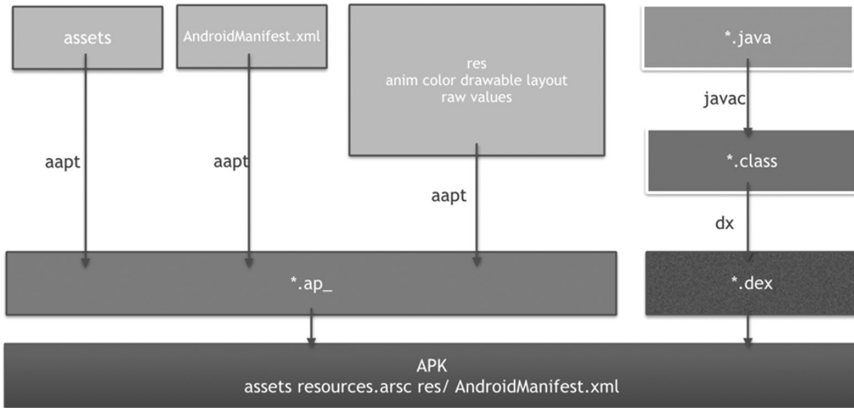 assets
AndroidManifest.xml
res
anim color drawable layout
raw values
*.java
javac
*.class
aapt
aapt
aapt
dx
*.ap_
*.dex
APK
assets resources.arsc res/ AndroidManifest.xml